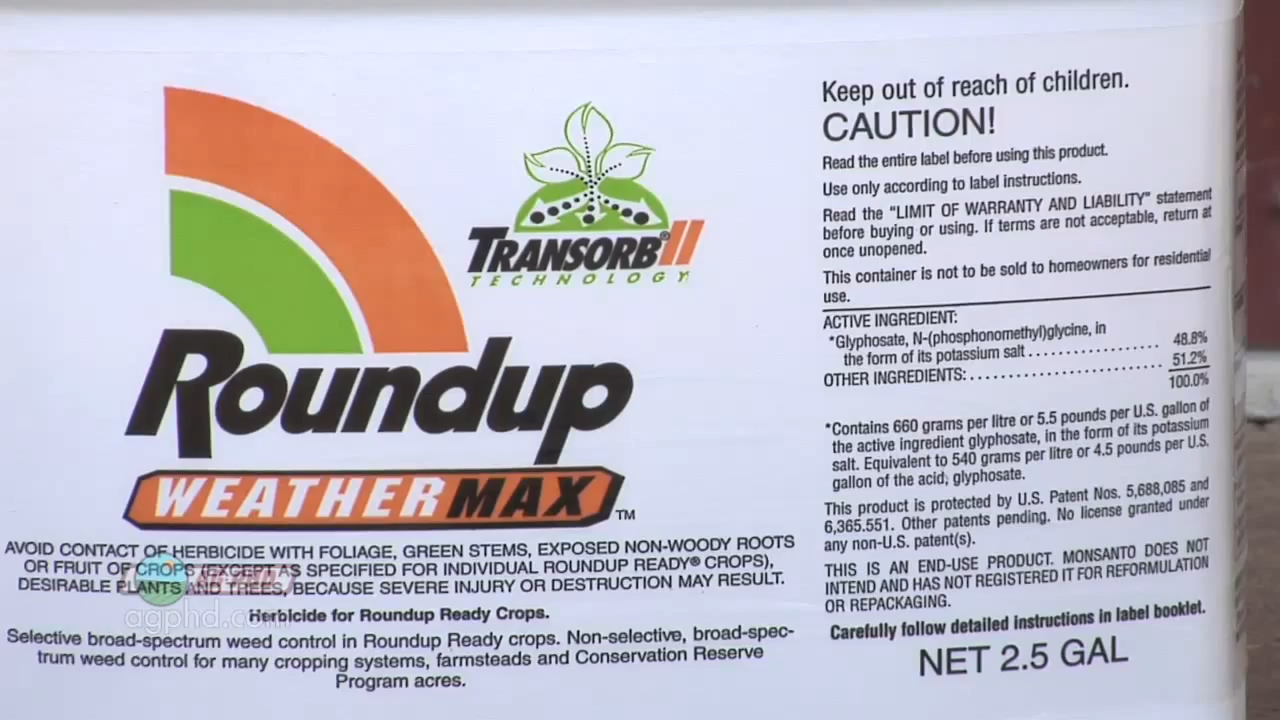 TRANSORB® II
TECHNOLOGY
Roundup
WEATHERMAX™
AVOID CONTACT OF HERBICIDE WITH FOLIAGE, GREEN STEMS, EXPOSED NON-WOODY ROOTS
OR FRUIT OF CROPS (EXCEPT AS SPECIFIED FOR INDIVIDUAL ROUNDUP READY® CROPS),
DESIRABLE PLANTS AND TREES, BECAUSE SEVERE INJURY OR DESTRUCTION MAY RESULT.
Herbicide for Roundup Ready Crops.
Selective broad-spectrum weed control in Roundup Ready crops. Non-selective, broad-spec-
trum weed control for many cropping systems, farmsteads and Conservation Reserve
Program acres.
agphd.com
Keep out of reach of children.
CAUTION!
Read the entire label before using this product.
Use only according to label instructions.
Read the "LIMIT OF WARRANTY AND LIABILITY" statement
before buying or using. If terms are not acceptable, return at
once unopened.
This container is not to be sold to homeowners for residential
use.
ACTIVE INGREDIENT:
*Glyphosate, N-(phosphonomethyl)glycine, in
the form of its potassium salt . . . . . . . . . . . . . . . . . . . 48.8%
OTHER INGREDIENTS: . . . . . . . . . . . . . . . . . . . . . . . . . . . 51.2%
100.0%
*Contains 660 grams per litre or 5.5 pounds per U.S. gallon of
the active ingredient glyphosate, in the form of its potassium
salt. Equivalent to 540 grams per litre or 4.5 pounds per U.S.
gallon of the acid, glyphosate.
This product is protected by U.S. Patent Nos. 5,688,085 and
6,365.551. Other patents pending. No license granted under
any non-U.S. patent(s).
THIS IS AN END-USE PRODUCT. MONSANTO DOES NOT
INTEND AND HAS NOT REGISTERED IT FOR REFORMULATION
OR REPACKAGING.
Carefully follow detailed instructions in label booklet.
NET 2.5 GAL